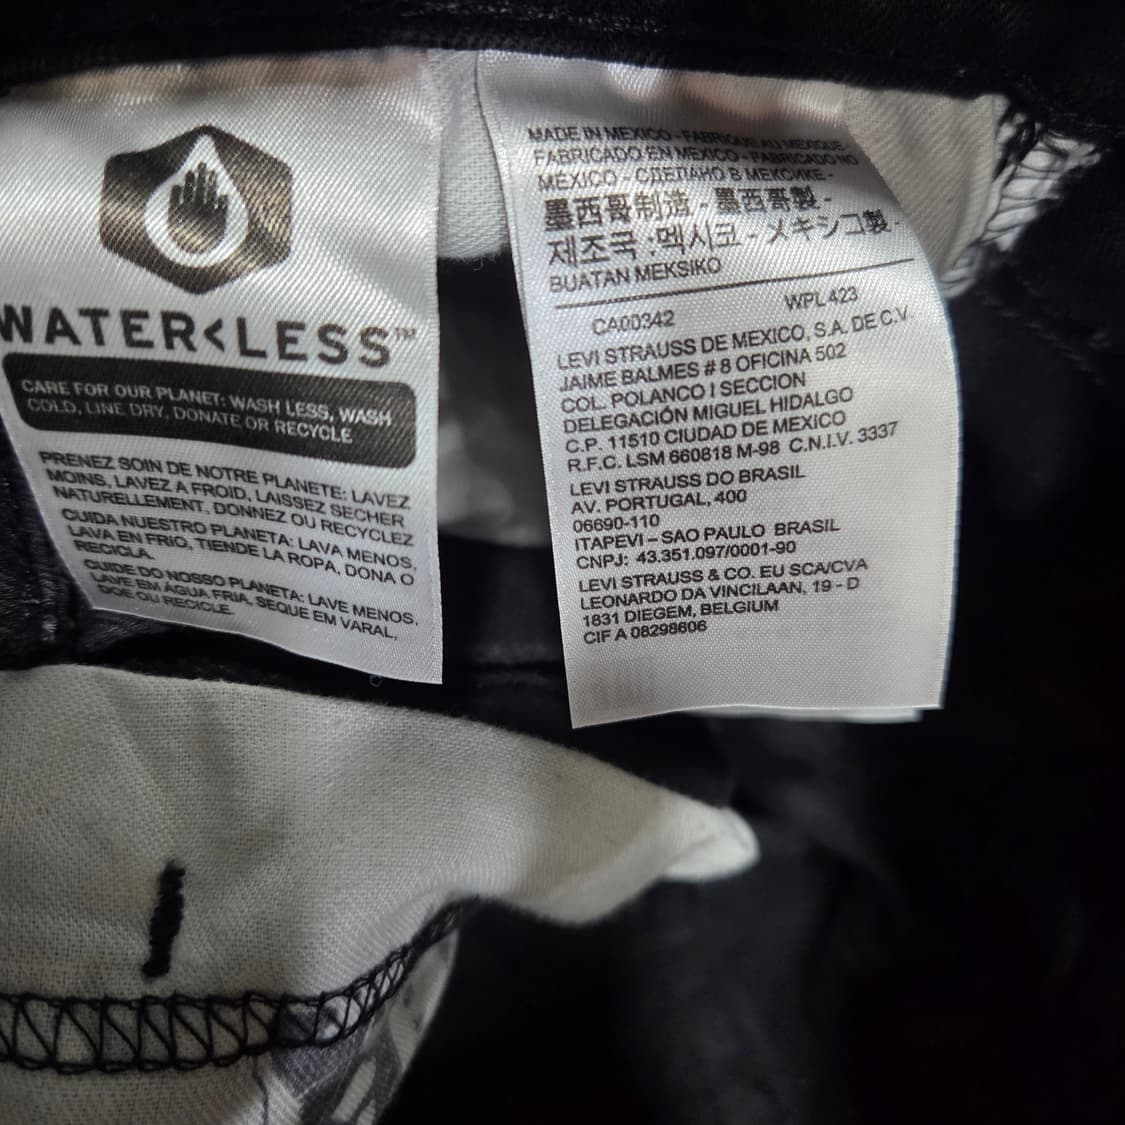 WATER<LESS™
CARE FOR OUR PLANET: WASH LESS, WASH
COLD, LINE DRY, DONATE OR RECYCLE
PRENEZ SOIN DE NOTRE PLANETE: LAVEZ
MOINS, LAVEZ A FROID, LAISSEZ SECHER
NATURELLEMENT, DONNEZ OU RECYCLEZ
CUIDA NUESTRO PLANETA: LAVA MENOS,
LAVA EN FRIO, TIENDE LA ROPA, DONA O
RECICLA.
CUIDE DO NOSSO PLANETA: LAVE MENOS,
LAVE EM ÁGUA FRIA, SEQUE EM VARAL,
DOE OU RECICLE.
MADE IN MEXICO - FABRIQUE AU MEXIQUE-
FABRICADO EN MEXICO - FABRICADO NO
MÉXICO - СДЕЛАНО В МЕКСИКЕ -
墨西哥制造 - 墨西哥製 -
제조국 :멕시코 - メキシコ製 -
BUATAN MEKSIKO
CA00342 WPL 423
LEVI STRAUSS DE MEXICO, S.A. DE C.V.
JAIME BALMES # 8 OFICINA 502
COL. POLANCO I SECCION
DELEGACIÓN MIGUEL HIDALGO
C.P. 11510 CIUDAD DE MÉXICO
R.F.C. LSM 660818 M-98 C.N.I.V. 3337
LEVI STRAUSS DO BRASIL
AV. PORTUGAL, 400
06690-110
ITAPEVI – SAO PAULO BRASIL
CNPJ: 43.351.097/0001-90
LEVI STRAUSS & CO. EU SCA/CVA
LEONARDO DA VINCILAAN, 19 - D
1831 DIEGEM, BELGIUM
CIF A 08298606